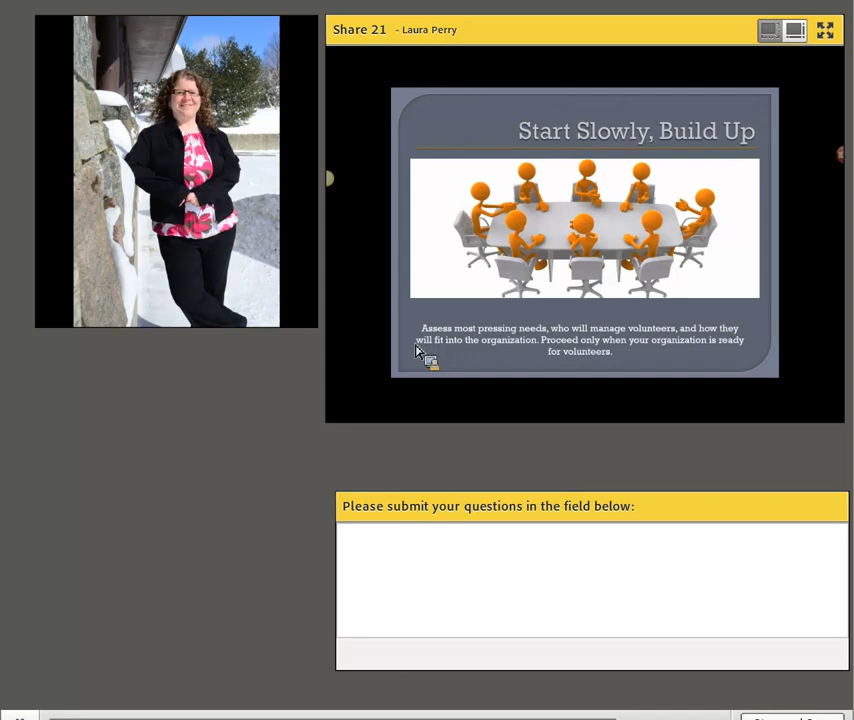 Share 21 - Laura Perry
Start Slowly, Build Up
Assess most pressing needs, who will manage volunteers, and how they
will fit into the organization. Proceed only when your organization is ready
for volunteers.
Please submit your questions in the field below: